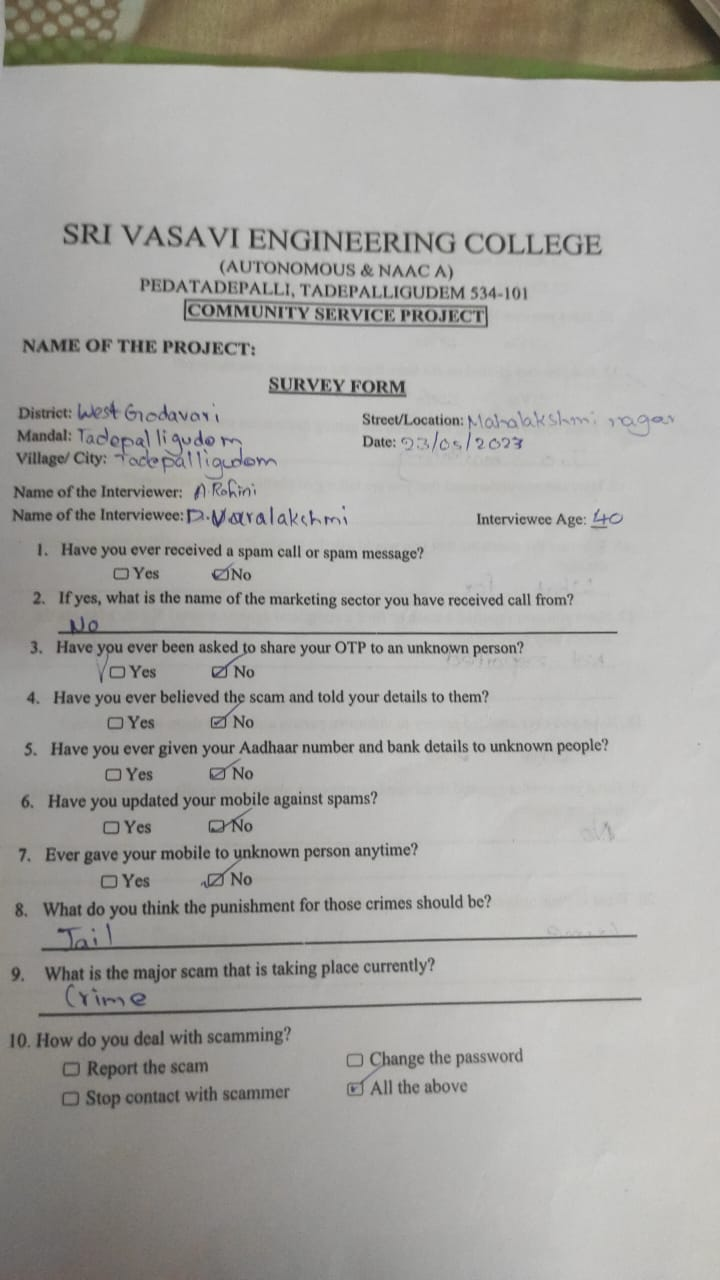 SRI VASAVI ENGINEERING COLLEGE
(AUTONOMOUS & NAAC A)
PEDATADEPALLI, TADEPALLIGUDEM 534-101
COMMUNITY SERVICE PROJECT
NAME OF THE PROJECT:
SURVEY FORM
District: West Godavari
Street/Location: Mahalakshmi nagar
Mandal: Tadepalligudem
Date: 23/05/2023
Village/ City: Tadepalligudem
Name of the Interviewer: A Rohini
Name of the Interviewee: D. Varalakshmi Interviewee Age: 40
1. Have you ever received a spam call or spam message?
☐ Yes ☑ No
2. If yes, what is the name of the marketing sector you have received call from?
No
3. Have you ever been asked to share your OTP to an unknown person?
☐ Yes ☑ No
4. Have you ever believed the scam and told your details to them?
☐ Yes ☑ No
5. Have you ever given your Aadhaar number and bank details to unknown people?
☐ Yes ☑ No
6. Have you updated your mobile against spams?
☐ Yes ☑ No
7. Ever gave your mobile to unknown person anytime?
☐ Yes ☑ No
8. What do you think the punishment for those crimes should be?
Jail
9. What is the major scam that is taking place currently?
Crime
10. How do you deal with scamming?
☐ Report the scam ☐ Change the password
☐ Stop contact with scammer ☑ All the above